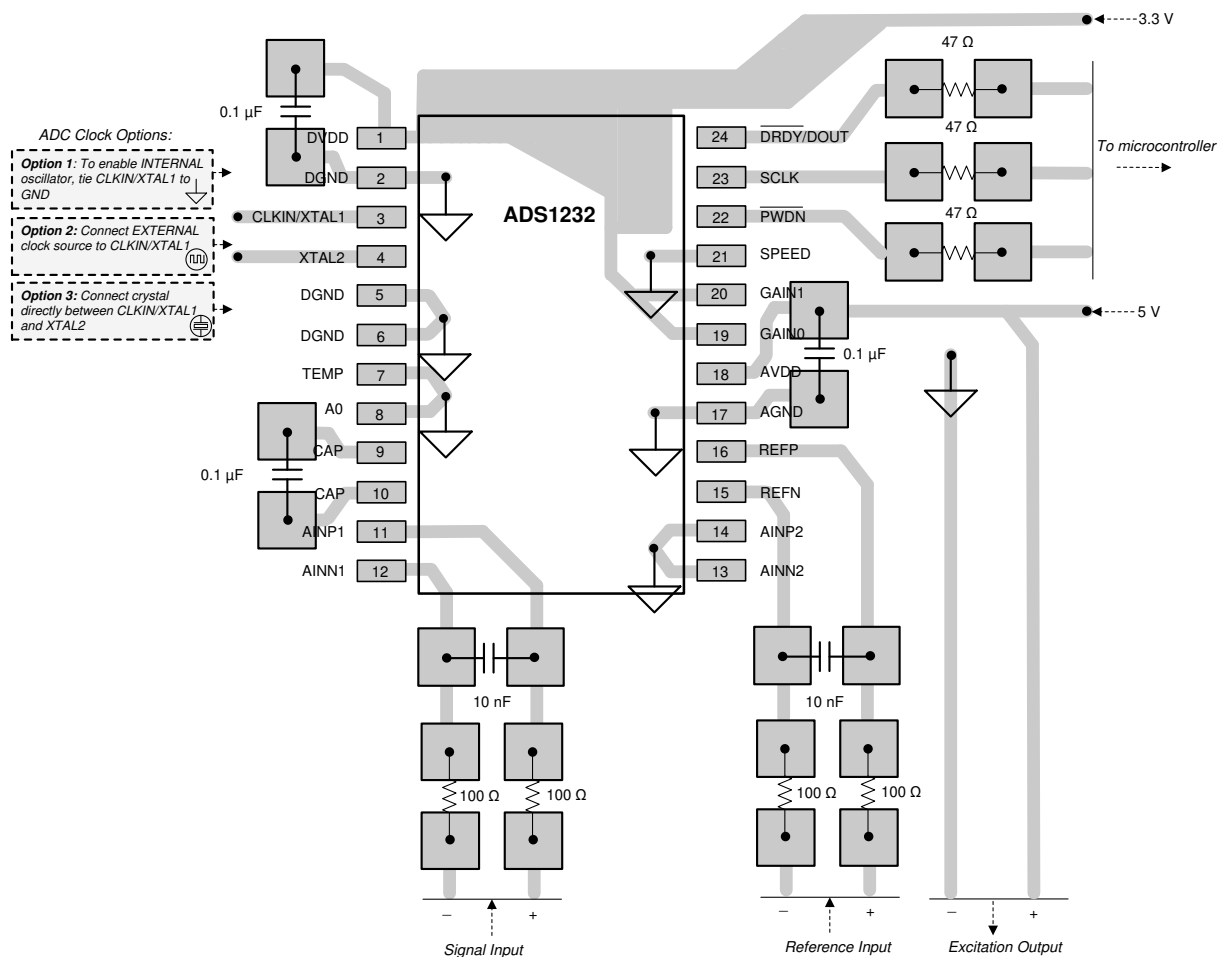 3.3 V
47 Ω
0.1 µF
ADC Clock Options:
Option 1: To enable INTERNAL
oscillator, tie CLKIN/XTAL1 to
GND
Option 2: Connect EXTERNAL
clock source to CLKIN/XTAL1
Option 3: Connect crystal
directly between CLKIN/XTAL1
and XTAL2
DVDD 1
DGND 2
CLKIN/XTAL1 3
XTAL2 4
DGND 5
DGND 6
TEMP 7
A0 8
CAP 9
CAP 10
AINP1 11
AINN1 12
0.1 µF
ADS1232
24 DRDY/DOUT
23 SCLK
22 PWDN
21 SPEED
20 GAIN1
19 GAIN0
18 AVDD
17 AGND
16 REFP
15 REFN
14 AINP2
13 AINN2
47 Ω
47 Ω
To microcontroller
5 V
0.1 µF
10 nF
100 Ω
100 Ω
10 nF
100 Ω
100 Ω
– +
Signal Input
– +
Reference Input
– +
Excitation Output